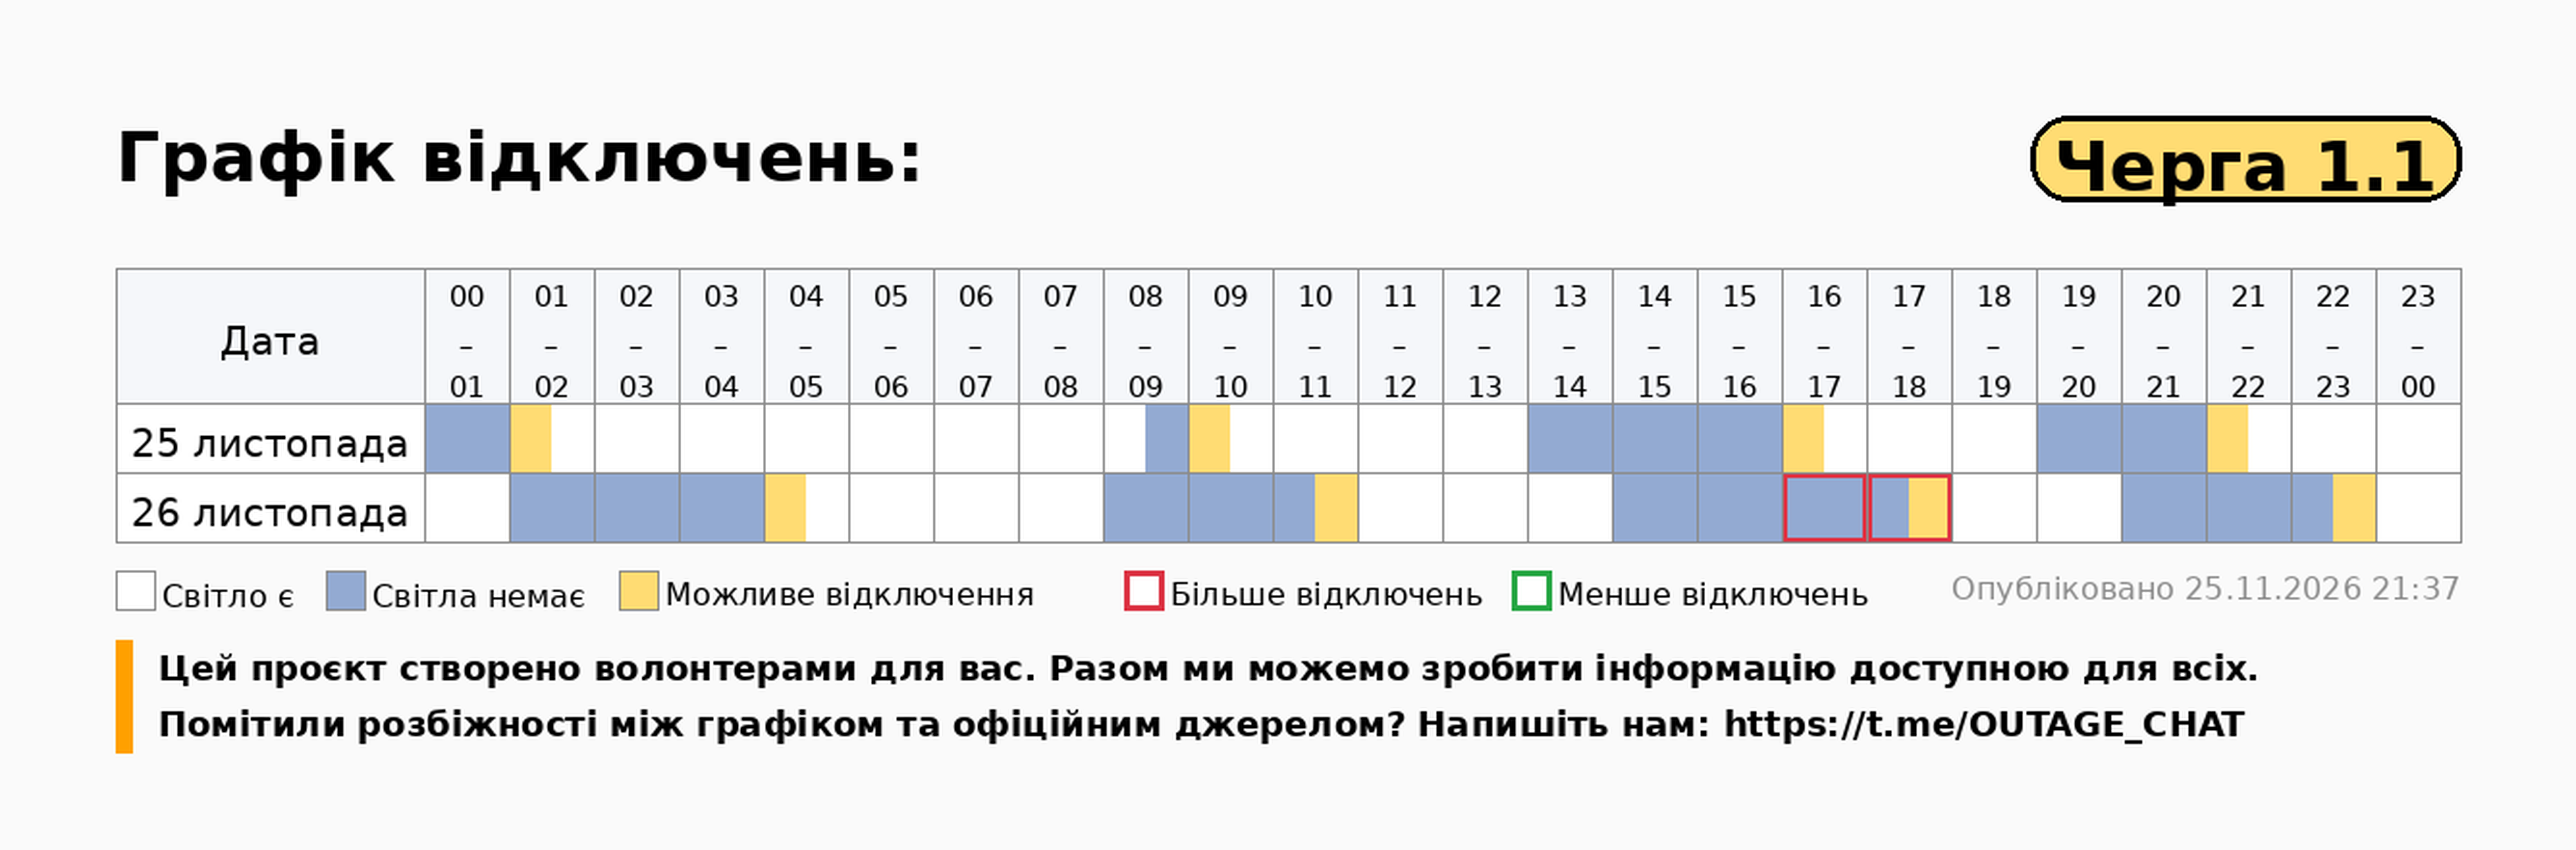 Графік відключень:
Черга 1.1
Дата 00 – 01 01 – 02 02 – 03 03 – 04 04 – 05 05 – 06 06 – 07 07 – 08 08 – 09 09 – 10 10 – 11 11 – 12 12 – 13 13 – 14 14 – 15 15 – 16 16 – 17 17 – 18 18 – 19 19 – 20 20 – 21 21 – 22 22 – 23 23 – 00
25 листопада
26 листопада
Світло є Світла немає Можливе відключення Більше відключень Менше відключень Опубліковано 25.11.2026 21:37
Цей проєкт створено волонтерами для вас. Разом ми можемо зробити інформацію доступною для всіх.
Помітили розбіжності між графіком та офіційним джерелом? Напишіть нам: https://t.me/OUTAGE_CHAT